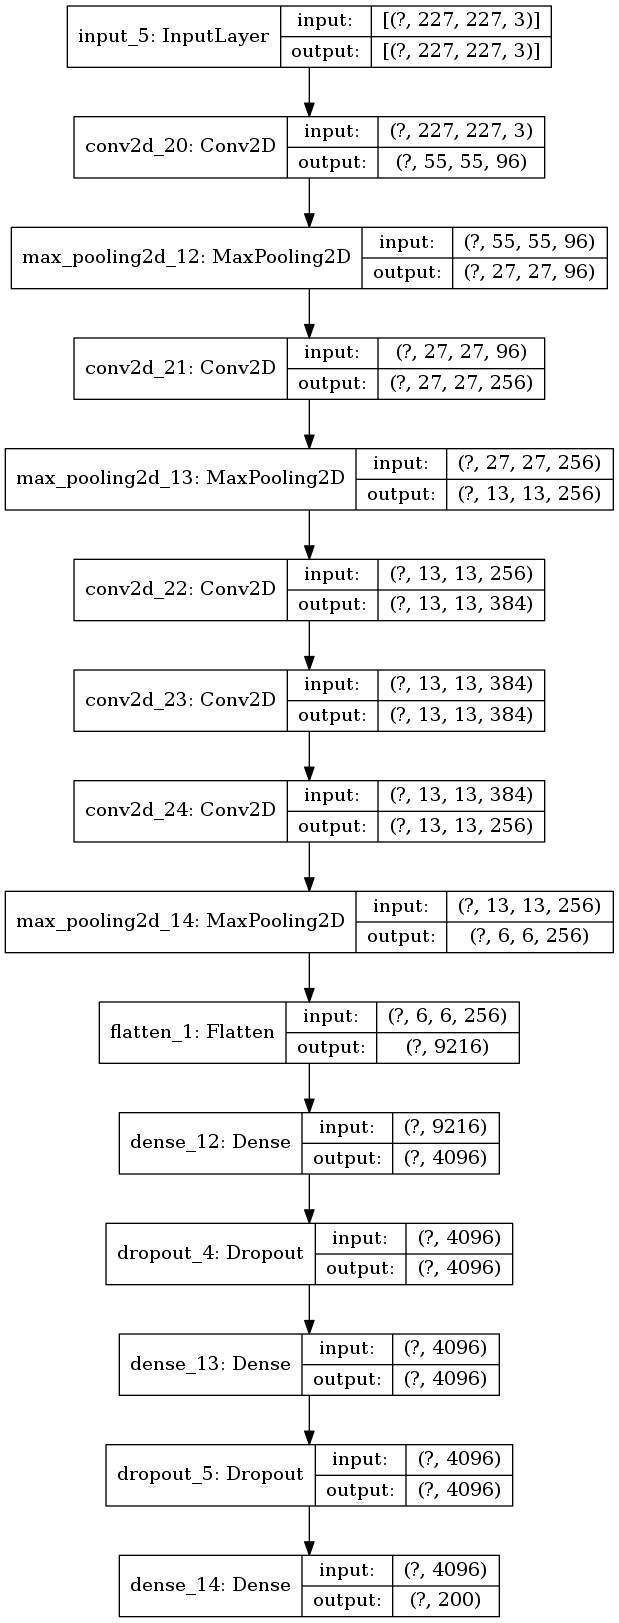 input_5: InputLayer
input: [(?, 227, 227, 3)]
output: [(?, 227, 227, 3)]
conv2d_20: Conv2D
input: (?, 227, 227, 3)
output: (?, 55, 55, 96)
max_pooling2d_12: MaxPooling2D
input: (?, 55, 55, 96)
output: (?, 27, 27, 96)
conv2d_21: Conv2D
input: (?, 27, 27, 96)
output: (?, 27, 27, 256)
max_pooling2d_13: MaxPooling2D
input: (?, 27, 27, 256)
output: (?, 13, 13, 256)
conv2d_22: Conv2D
input: (?, 13, 13, 256)
output: (?, 13, 13, 384)
conv2d_23: Conv2D
input: (?, 13, 13, 384)
output: (?, 13, 13, 384)
conv2d_24: Conv2D
input: (?, 13, 13, 384)
output: (?, 13, 13, 256)
max_pooling2d_14: MaxPooling2D
input: (?, 13, 13, 256)
output: (?, 6, 6, 256)
flatten_1: Flatten
input: (?, 6, 6, 256)
output: (?, 9216)
dense_12: Dense
input: (?, 9216)
output: (?, 4096)
dropout_4: Dropout
input: (?, 4096)
output: (?, 4096)
dense_13: Dense
input: (?, 4096)
output: (?, 4096)
dropout_5: Dropout
input: (?, 4096)
output: (?, 4096)
dense_14: Dense
input: (?, 4096)
output: (?, 200)